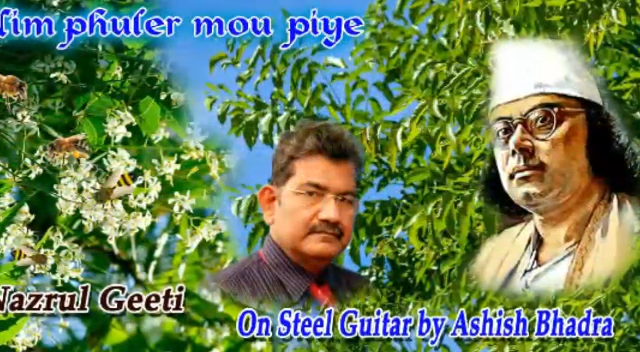 lim phuler mou piye
Nazrul Geeti
On Steel Guitar by Ashish Bhadra